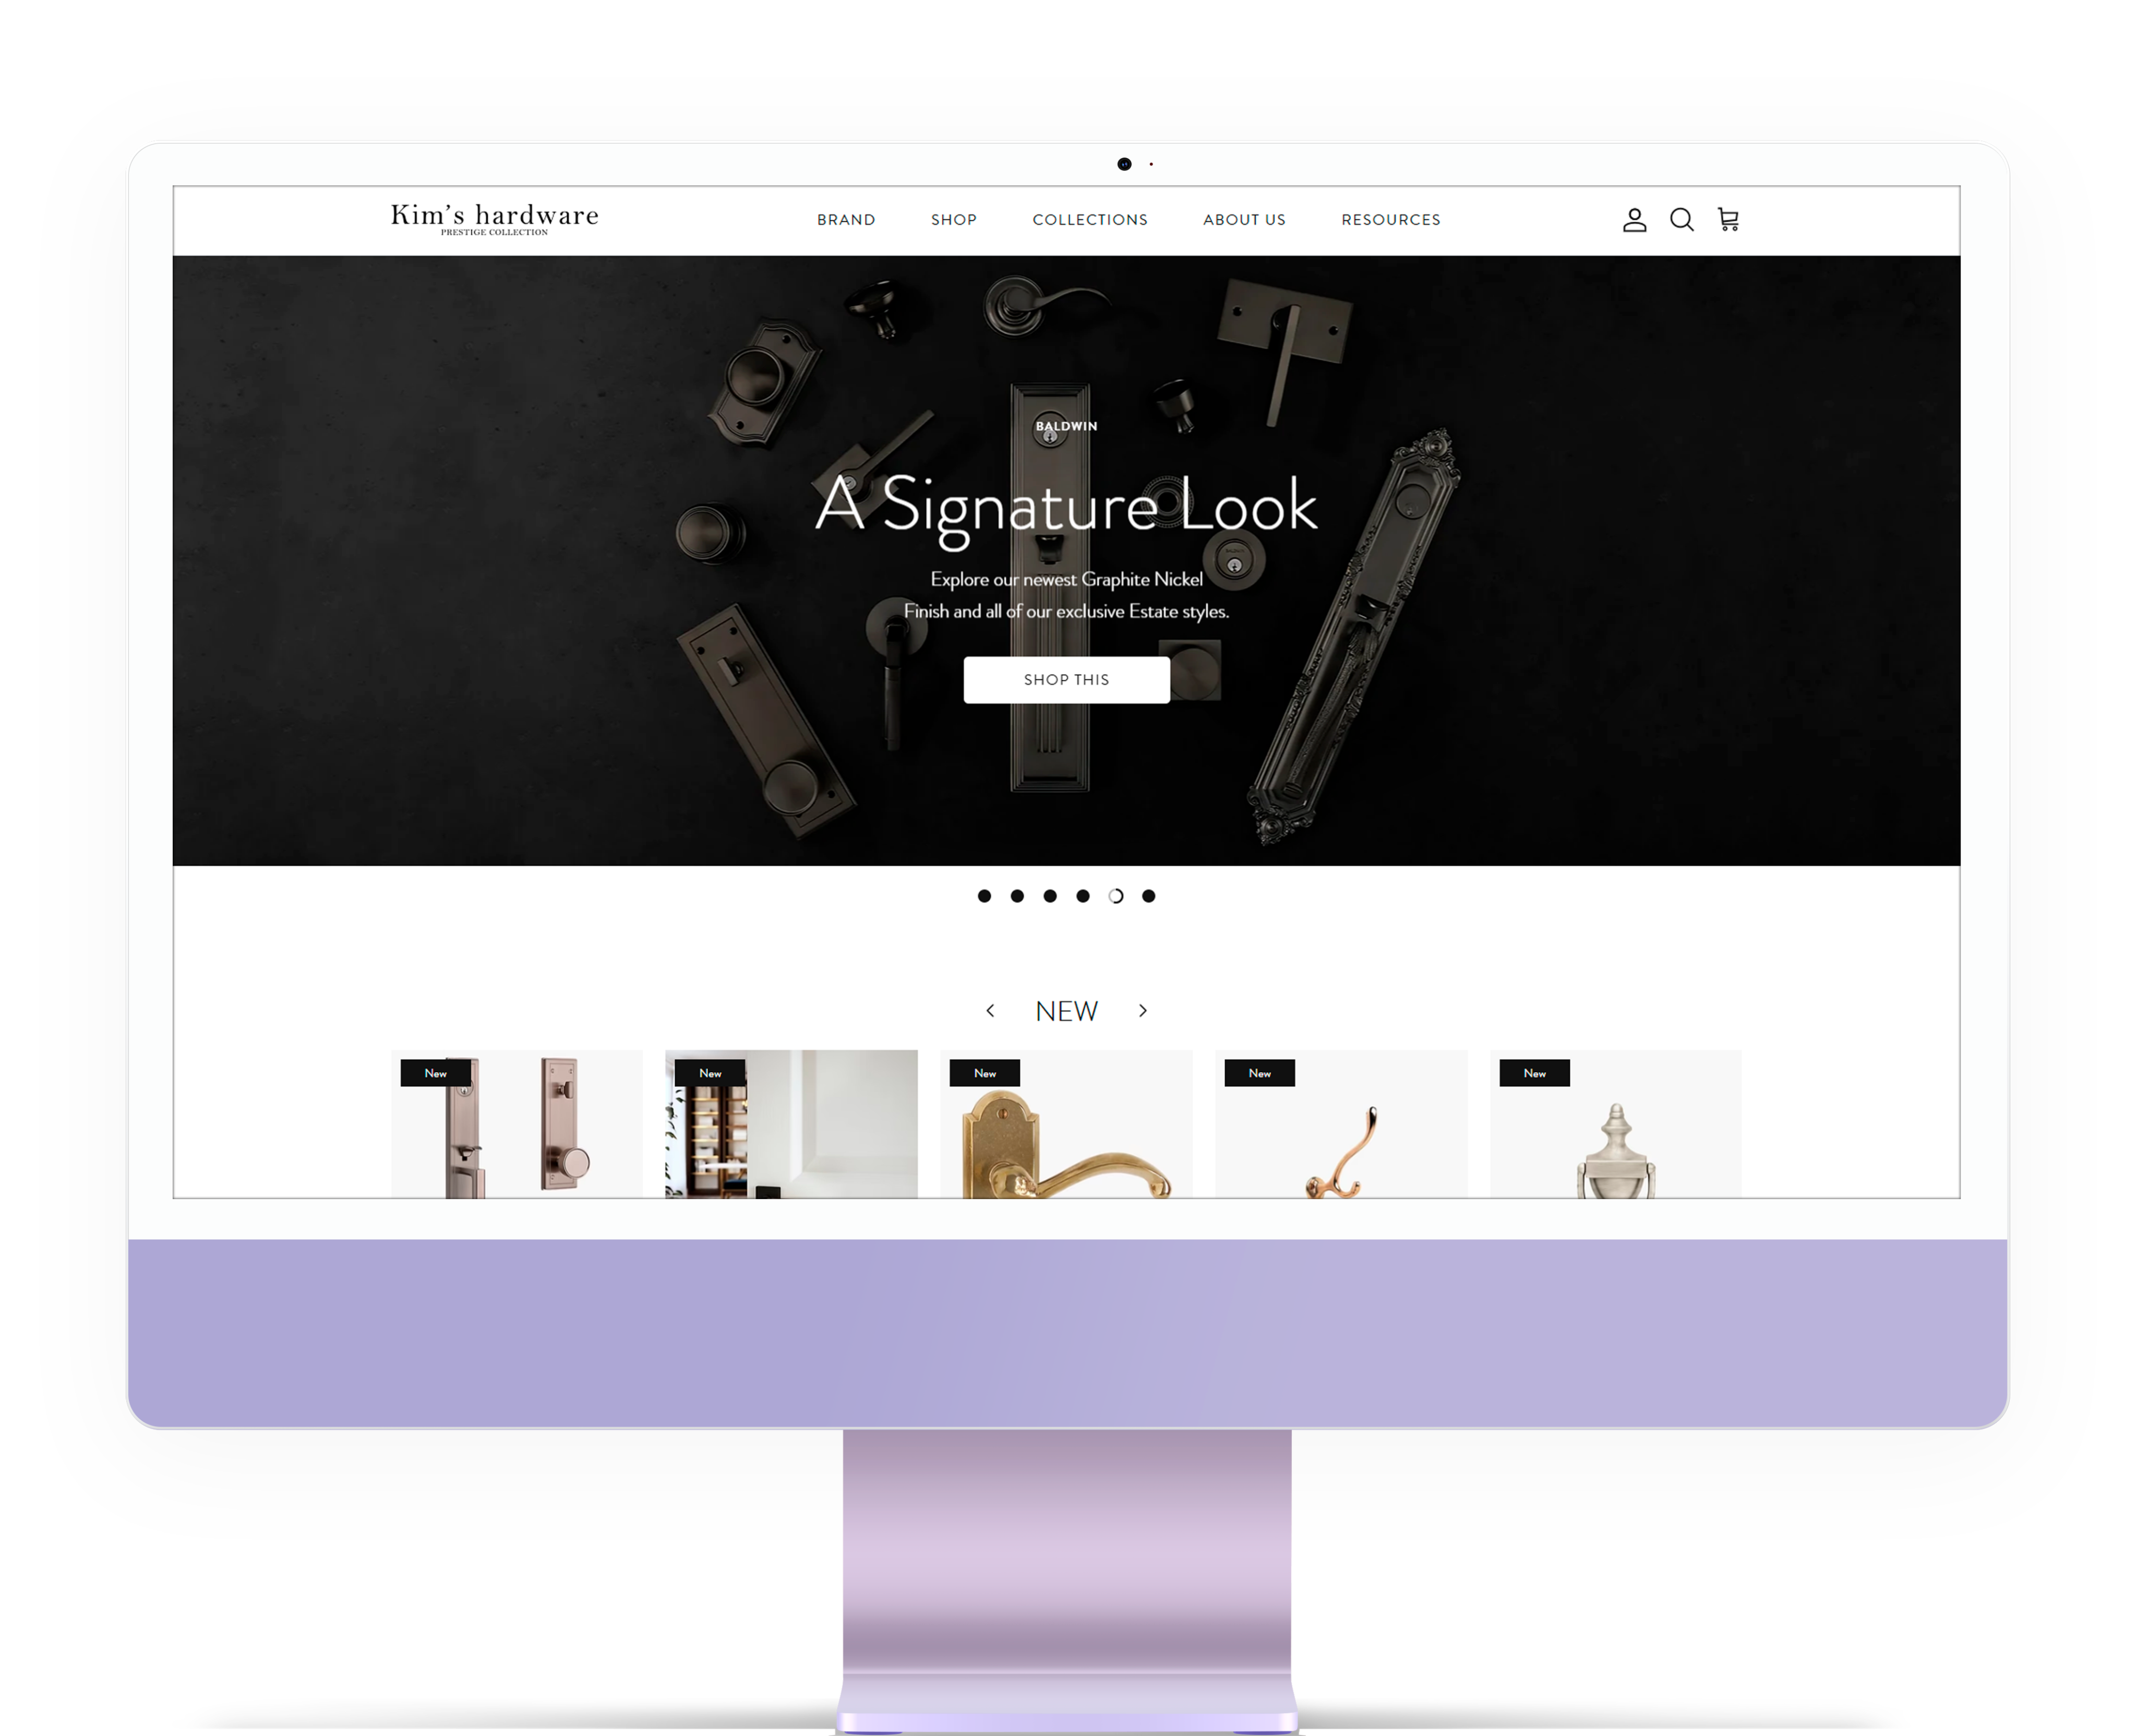 Kim's hardware
PRESTIGE COLLECTION
BRAND
SHOP
COLLECTIONS
ABOUT US
RESOURCES
BALDWIN
A Signature Look
Explore our newest Graphite Nickel
Finish and all of our exclusive Estate styles.
SHOP THIS
NEW
New
New
New
New
New